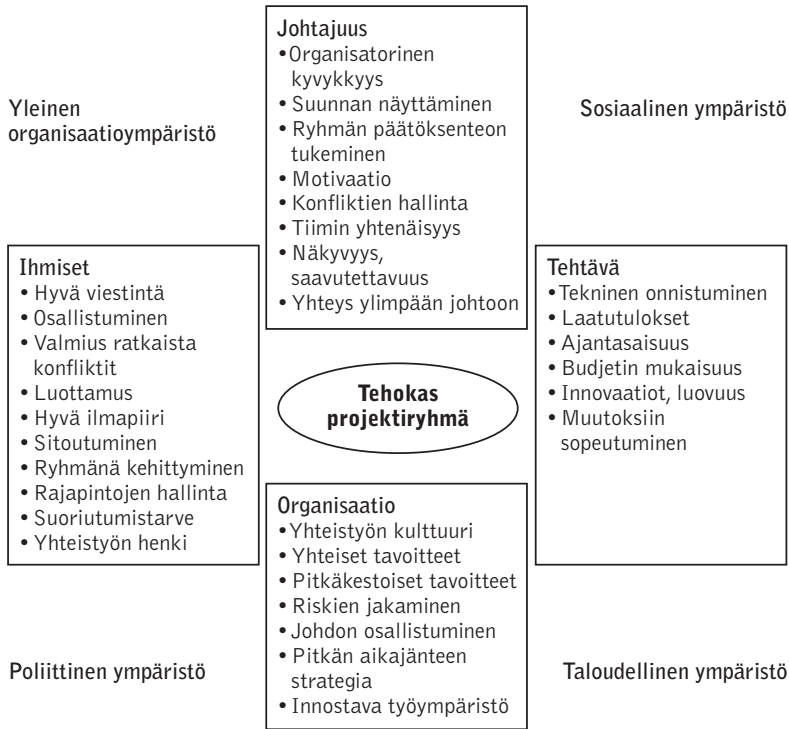 Johtajuus
•Organisatorinen
kyvykkyys
• Suunnan näyttäminen
• Ryhmän päätöksenteon
tukeminen
• Motivaatio
• Konfliktien hallinta
• Tiimin yhtenäisyys
• Näkyvyys,
saavutettavuus
• Yhteys ylimpään johtoon
Yleinen
organisaatioympäristö
Sosiaalinen ympäristö
Ihmiset
• Hyvä viestintä
• Osallistuminen
• Valmius ratkaista
konfliktit
• Luottamus
• Hyvä ilmapiiri
• Sitoutuminen
• Ryhmänä kehittyminen
• Rajapintojen hallinta
• Suoriutumistarve
• Yhteistyön henki
Tehokas
projektiryhmä
Tehtävä
•Tekninen onnistuminen
• Laatutulokset
• Ajantasaisuus
• Budjetin mukaisuus
• Innovaatiot, luovuus
• Muutoksiin
sopeutuminen
Organisaatio
•Yhteistyön kulttuuri
• Yhteiset tavoitteet
• Pitkäkestoiset tavoitteet
• Riskien jakaminen
• Johdon osallistuminen
• Pitkän aikajänteen
strategia
• Innostava työympäristö
Poliittinen ympäristö
Taloudellinen ympäristö